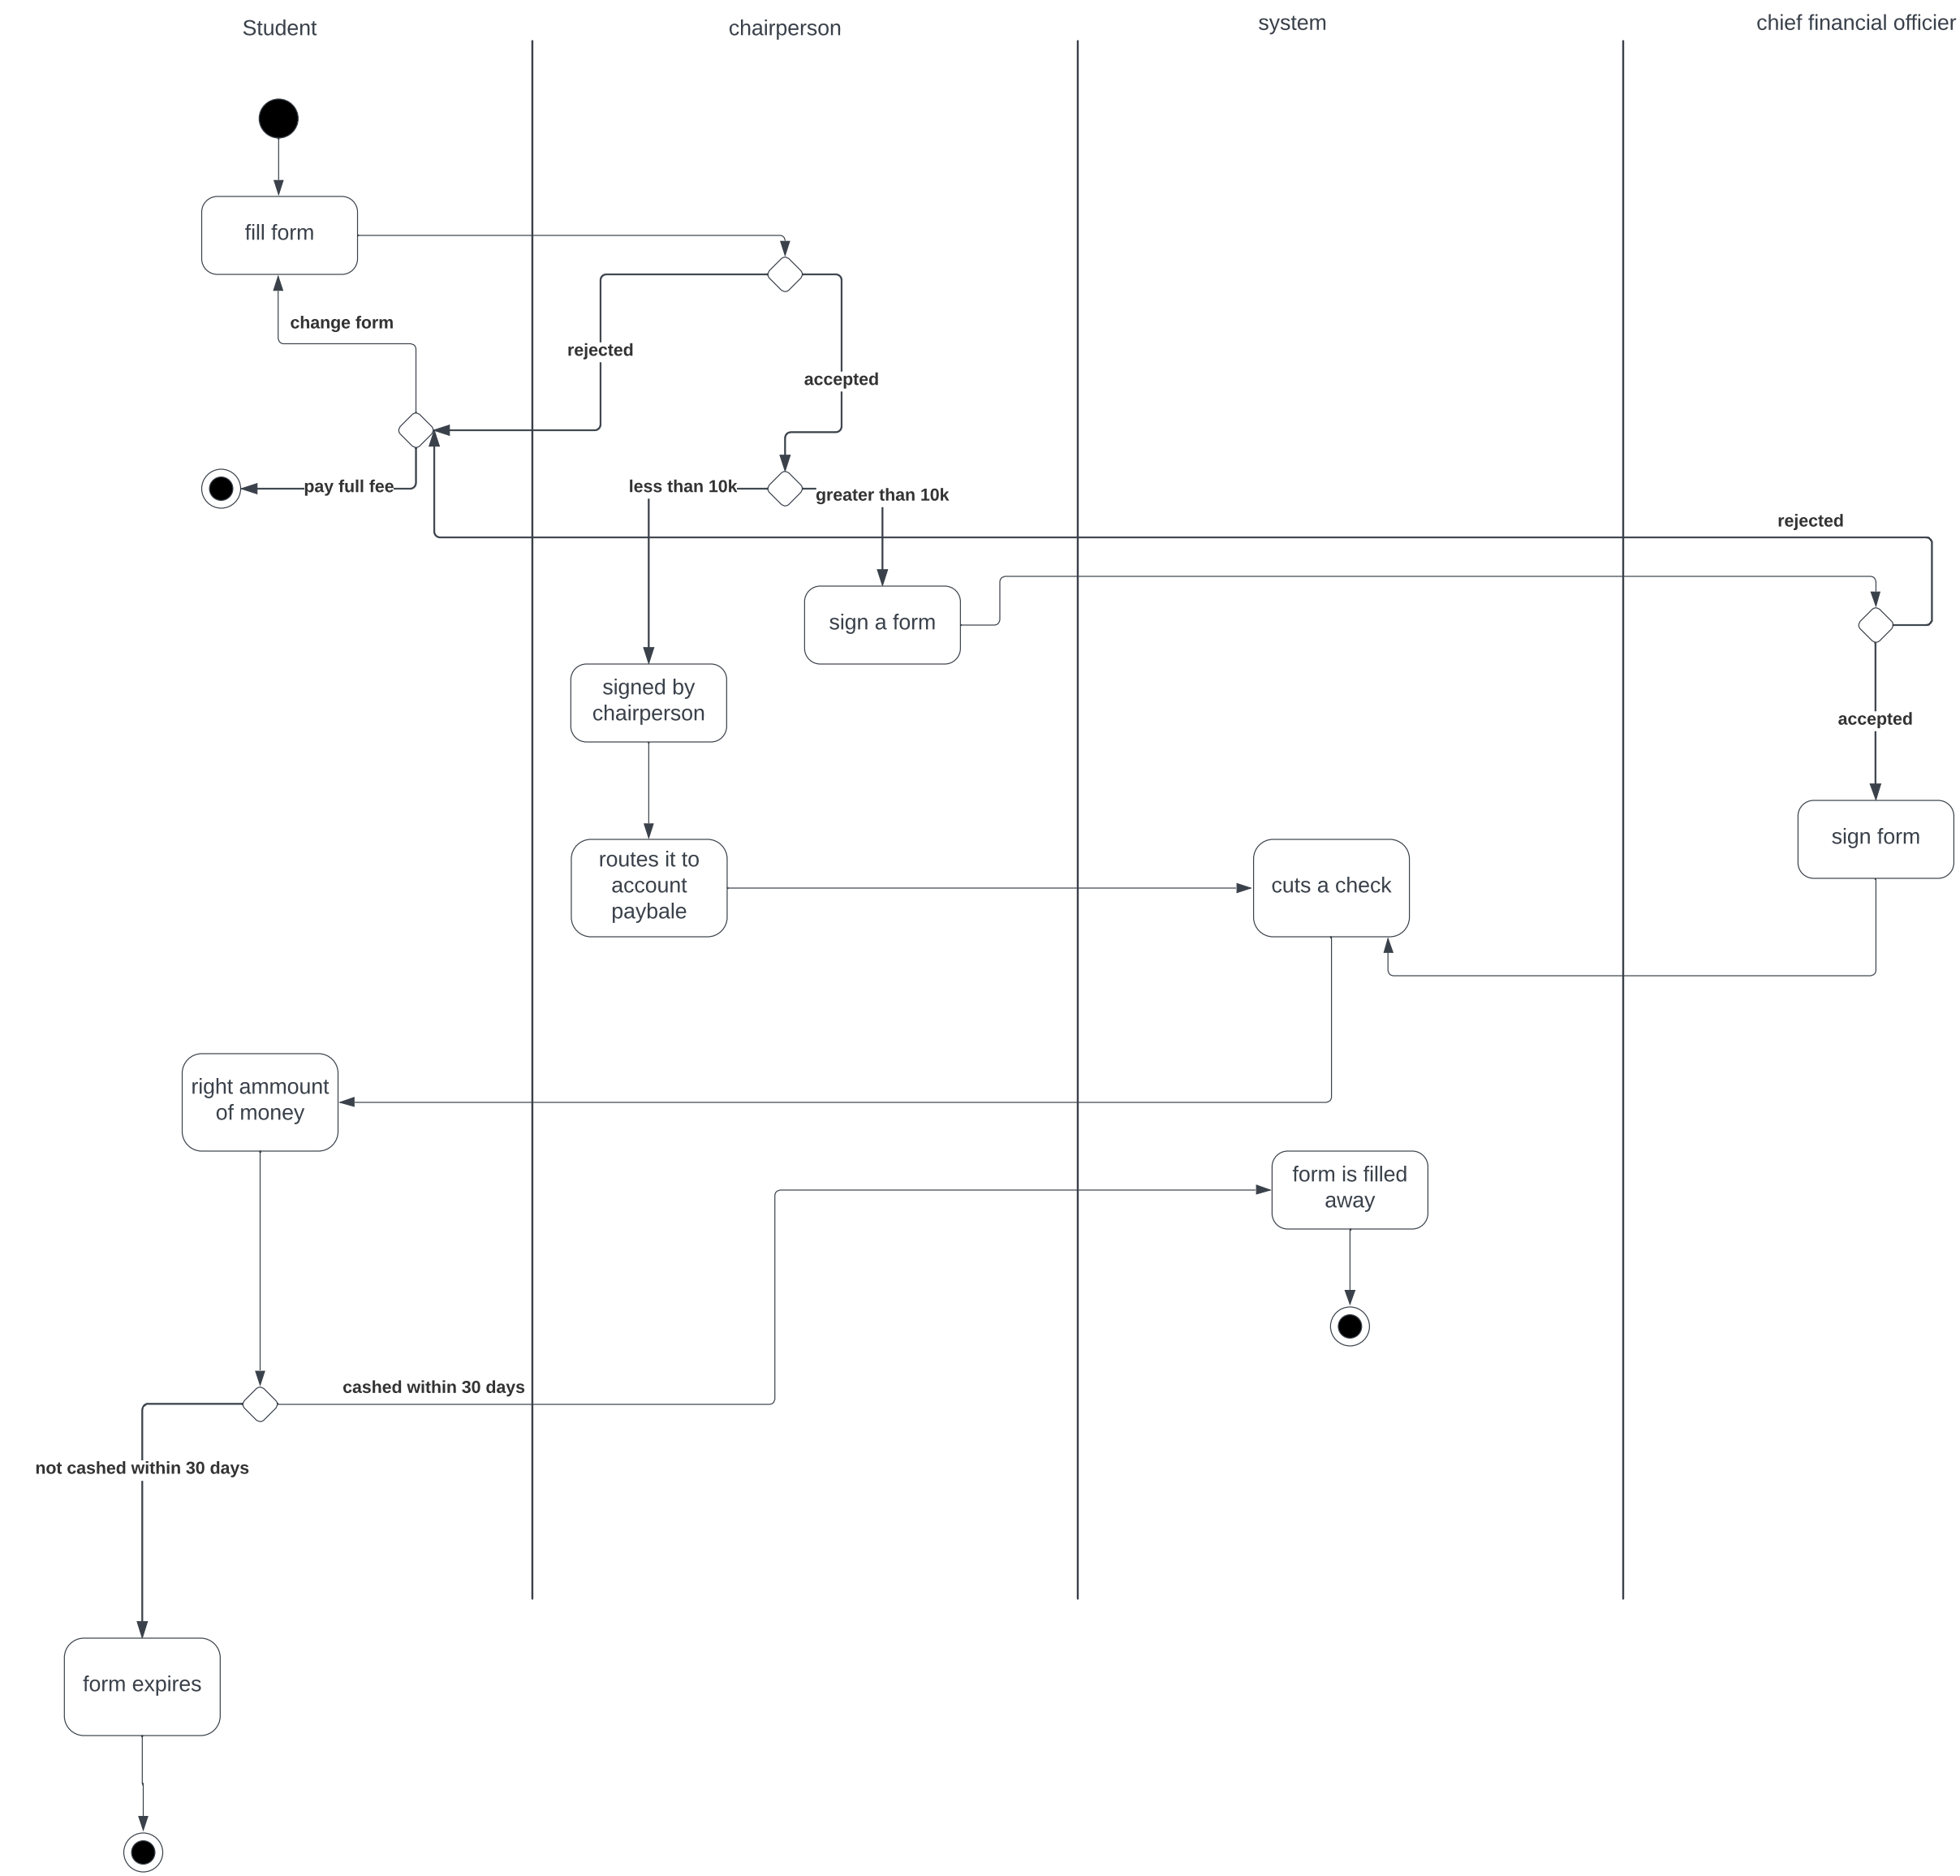 Student
chairperson
system
chief financial officier
fill form
change form
rejected
accepted
pay full fee
less than 10k
greater than 10k
rejected
sign a form
signed by
chairperson
accepted
routes it to
account
paybale
cuts a check
sign form
right ammount
of money
form is filled
away
cashed within 30 days
not cashed within 30 days
form expires